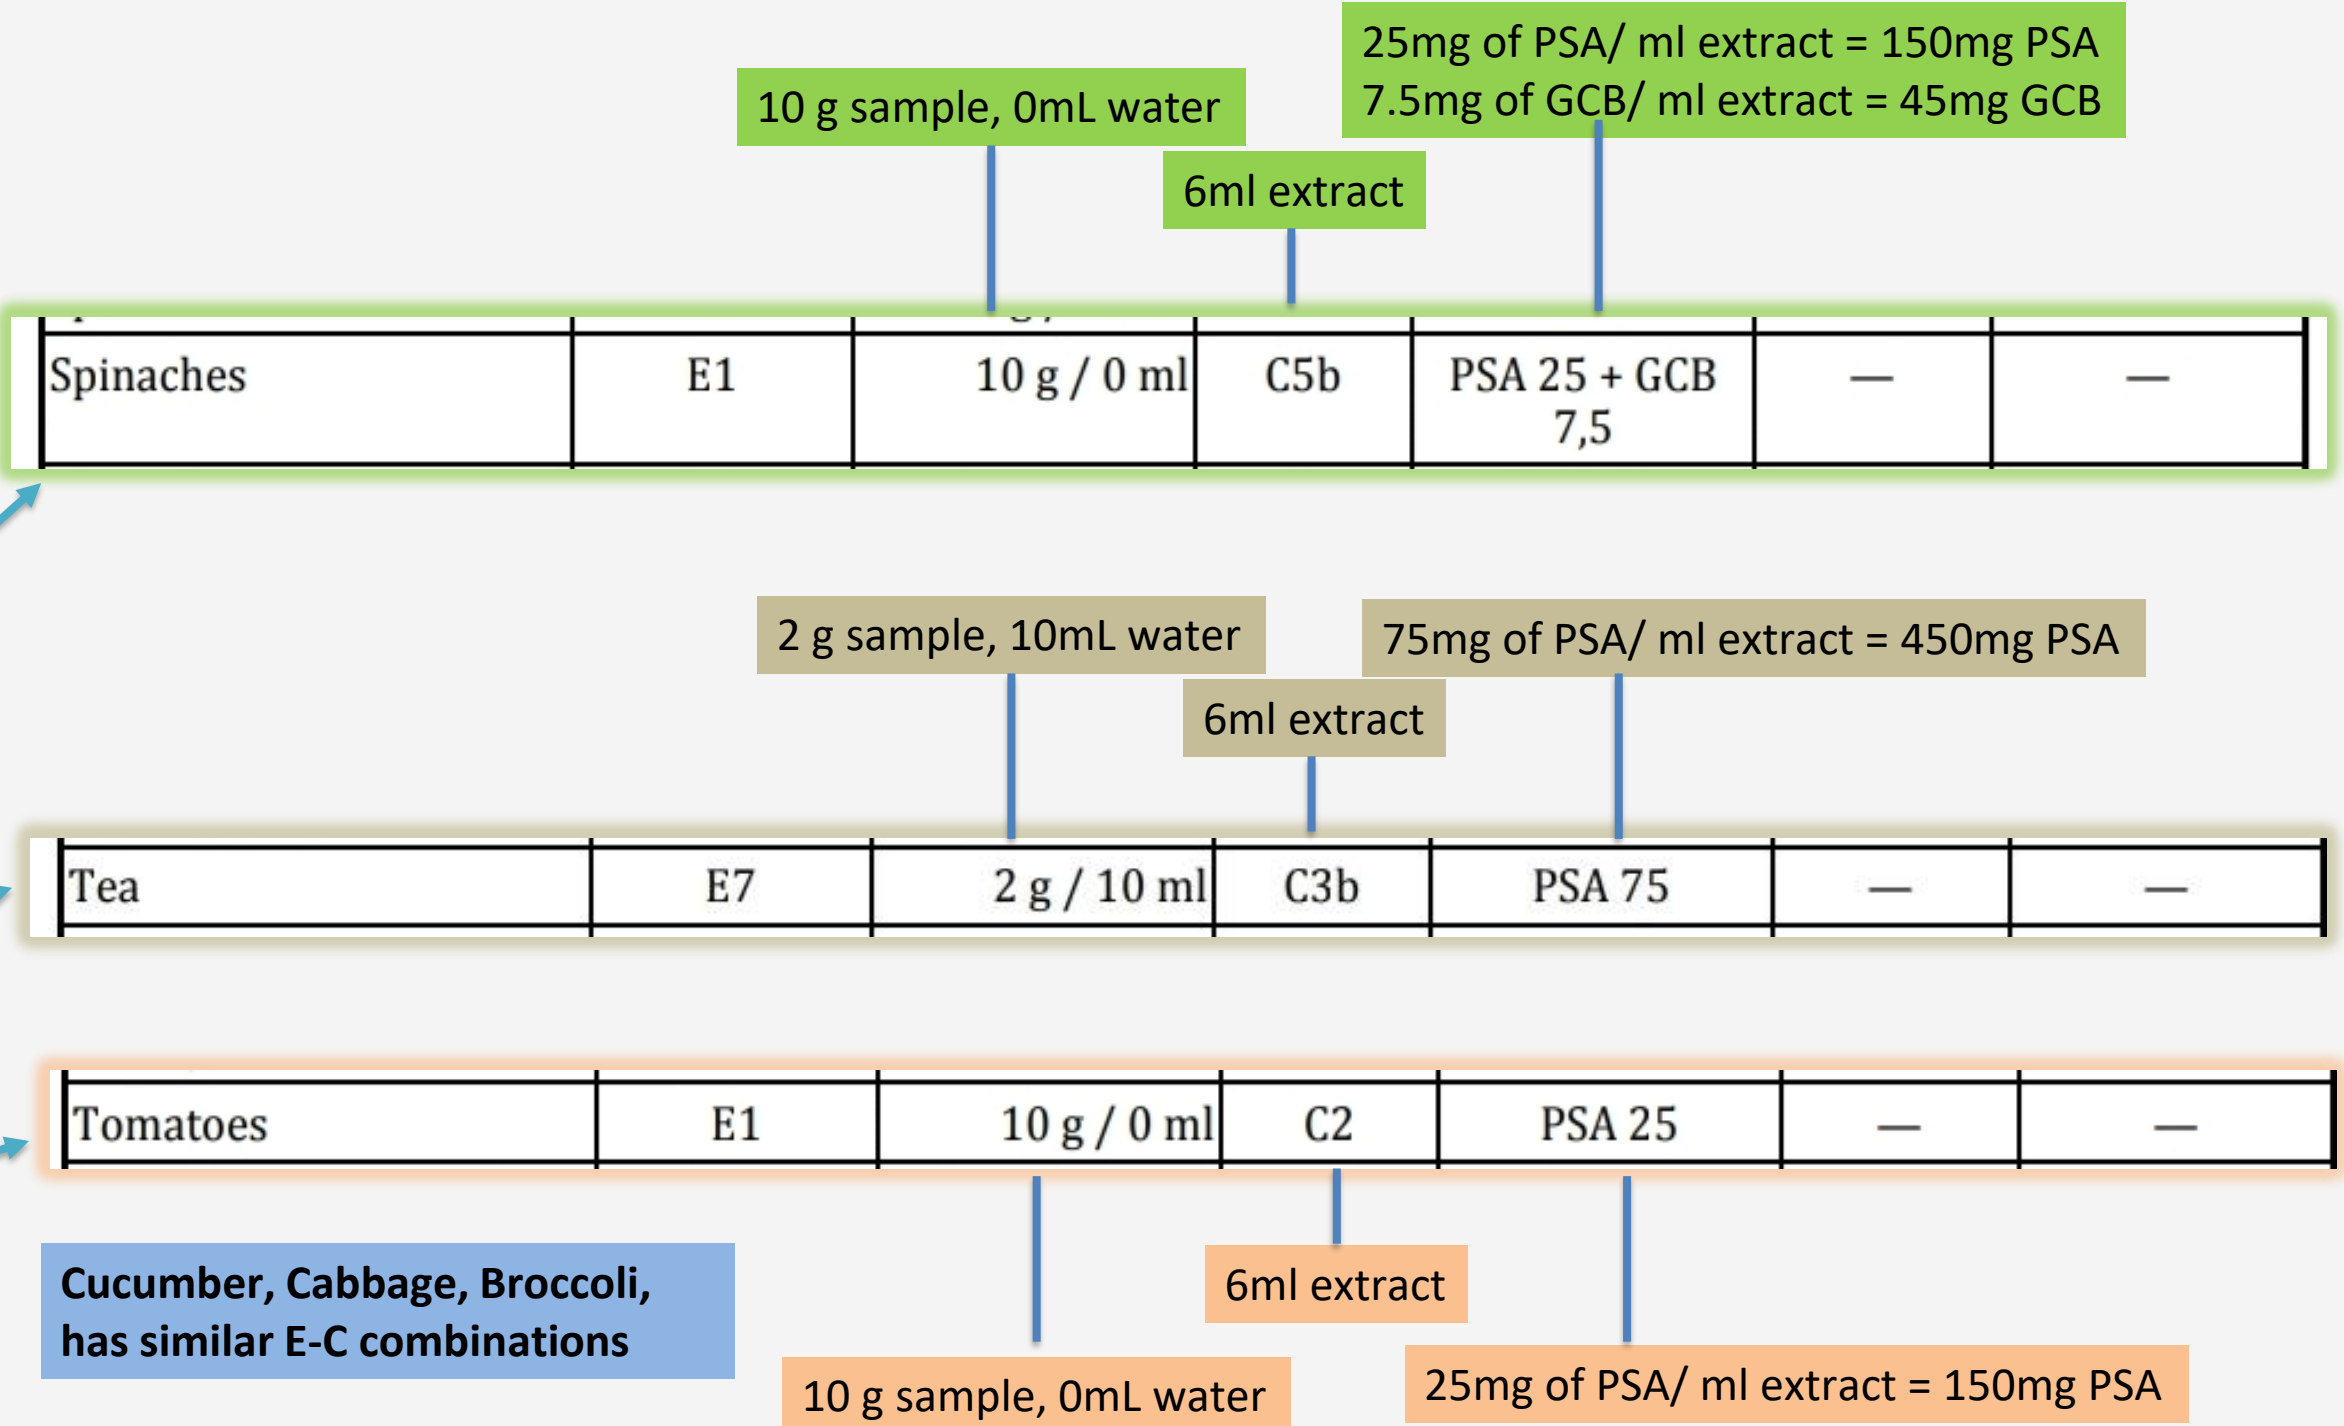 25mg of PSA/ ml extract = 150mg PSA
7.5mg of GCB/ ml extract = 45mg GCB
10 g sample, 0mL water
6ml extract
Spinaches E1 10 g / 0 ml C5b PSA 25 + GCB — —
7,5
2 g sample, 10mL water
75mg of PSA/ ml extract = 450mg PSA
6ml extract
Tea E7 2 g / 10 ml C3b PSA 75 — —
Tomatoes E1 10 g / 0 ml C2 PSA 25 — —
Cucumber, Cabbage, Broccoli,
has similar E-C combinations
6ml extract
10 g sample, 0mL water
25mg of PSA/ ml extract = 150mg PSA